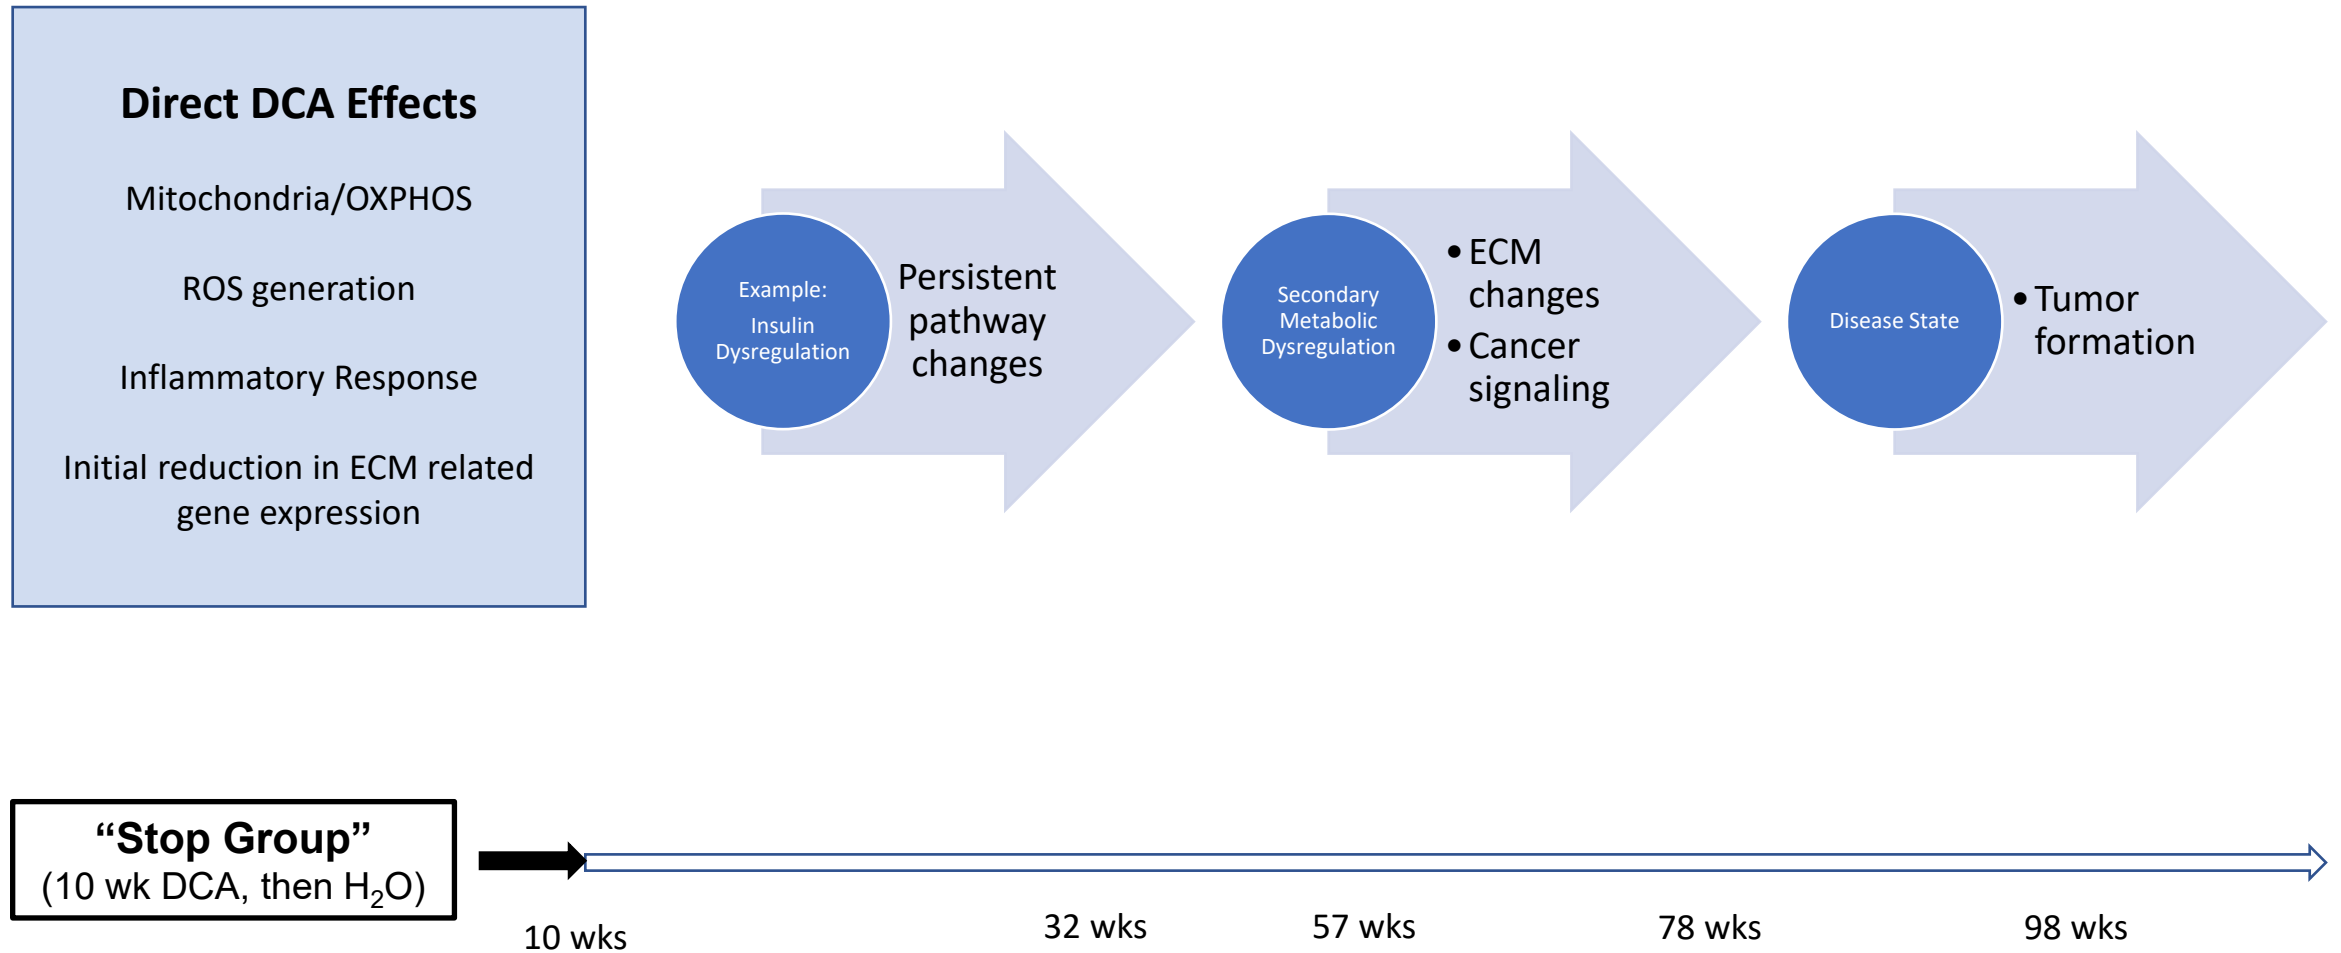 Direct DCA Effects
Mitochondria/OXPHOS
ROS generation
Inflammatory Response
Initial reduction in ECM related
gene expression
Example:
Insulin
Dysregulation
Persistent
pathway
changes
Secondary
Metabolic
Dysregulation
•ECM
changes
•Cancer
signaling
Disease State
•Tumor
formation
“Stop Group”
(10 wk DCA, then H₂O)
10 wks
32 wks
57 wks
78 wks
98 wks